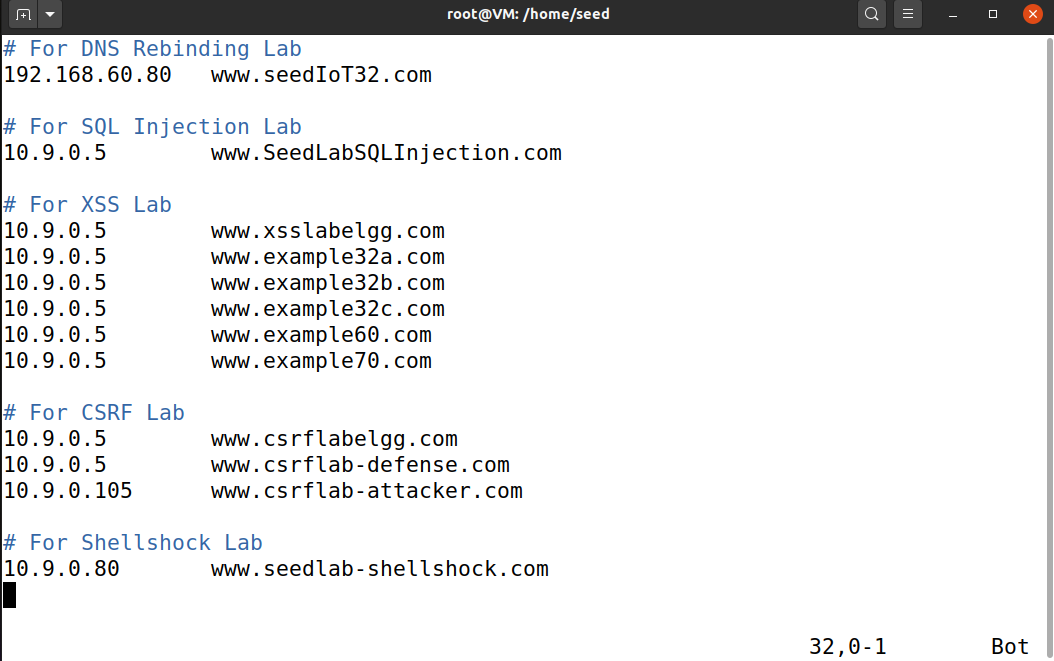 root@VM: /home/seed
# For DNS Rebinding Lab
192.168.60.80   www.seedIoT32.com
# For SQL Injection Lab
10.9.0.5        www.SeedLabSQLInjection.com
# For XSS Lab
10.9.0.5        www.xsslabelgg.com
10.9.0.5        www.example32a.com
10.9.0.5        www.example32b.com
10.9.0.5        www.example32c.com
10.9.0.5        www.example60.com
10.9.0.5        www.example70.com
# For CSRF Lab
10.9.0.5        www.csrflabelgg.com
10.9.0.5        www.csrflab-defense.com
10.9.0.105      www.csrflab-attacker.com
# For Shellshock Lab
10.9.0.80       www.seedlab-shellshock.com
32,0-1        Bot